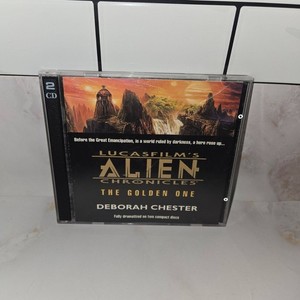 2
CD
Before the Great Emancipation, in a world ruled by darkness, a hero rose up...
LUCASFILM'S
ALIEN
CHRONICLES
THE GOLDEN ONE
DEBORAH CHESTER
Fully dramatized on two compact discs